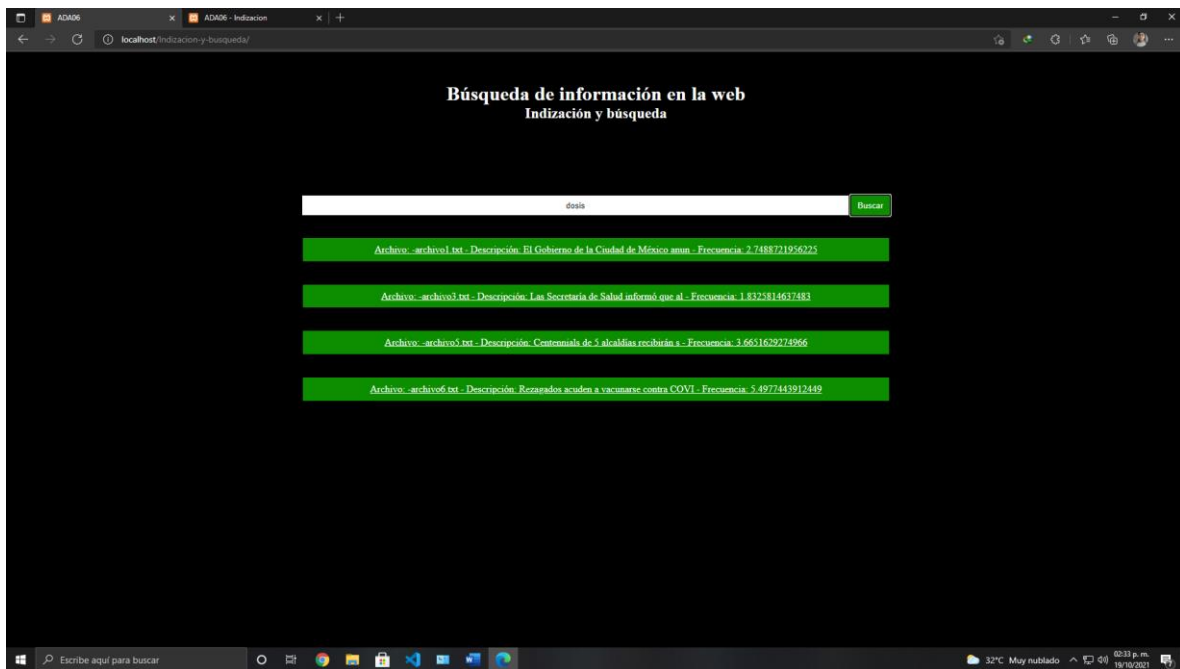 ADA06
ADA06 - Indizacion
localhost/Indizacion-y-busqueda/
Búsqueda de información en la web
Indización y búsqueda
dosis
Buscar
Archivo: -archivo1.txt - Descripción: El Gobierno de la Ciudad de México anun - Frecuencia: 2.7488721956225
Archivo: -archivo3.txt - Descripción: Las Secretaría de Salud informó que al - Frecuencia: 1.8325814637483
Archivo: -archivo5.txt - Descripción: Centennials de 5 alcaldías recibirán s - Frecuencia: 3.6651629274966
Archivo: -archivo6.txt - Descripción: Rezagados acuden a vacunarse contra COVI - Frecuencia: 5.4977443912449
Escribe aquí para buscar
32°C Muy nublado
02:33 p. m.
19/10/2021